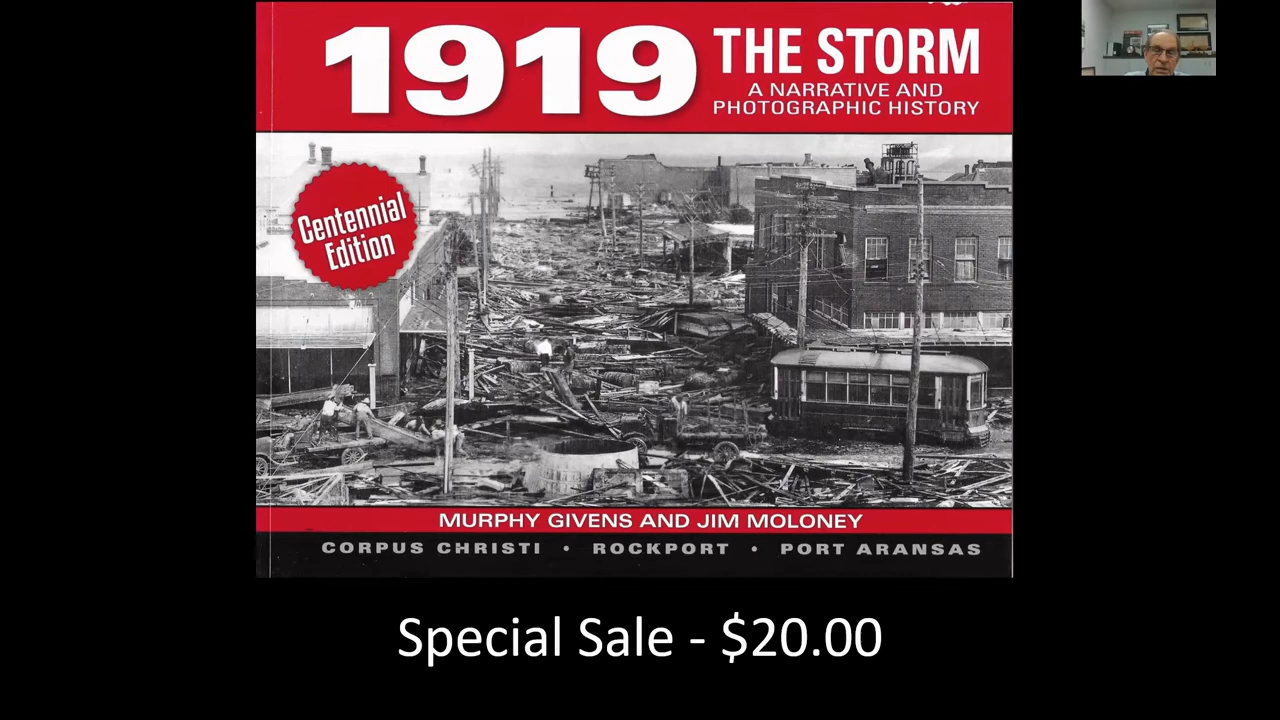 1919
THE STORM
A NARRATIVE AND
PHOTOGRAPHIC HISTORY
Centennial
Edition
MURPHY GIVENS AND JIM MOLONEY
CORPUS CHRISTI • ROCKPORT • PORT ARANSAS
Special Sale - $20.00